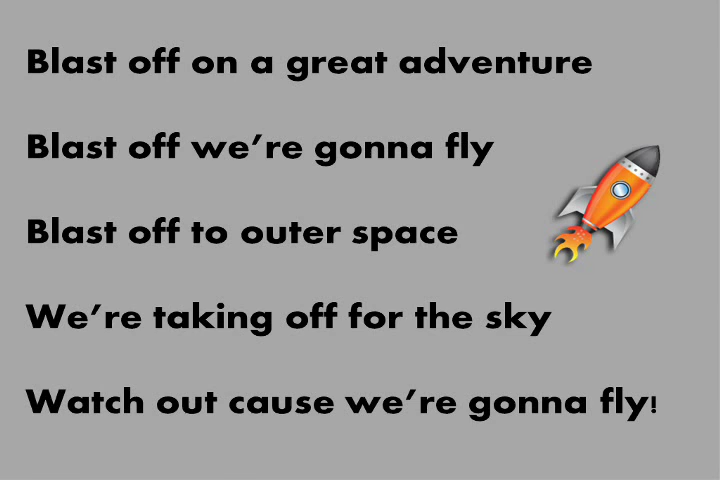 Blast off on a great adventure
Blast off we’re gonna fly
Blast off to outer space
We’re taking off for the sky
Watch out cause we’re gonna fly!